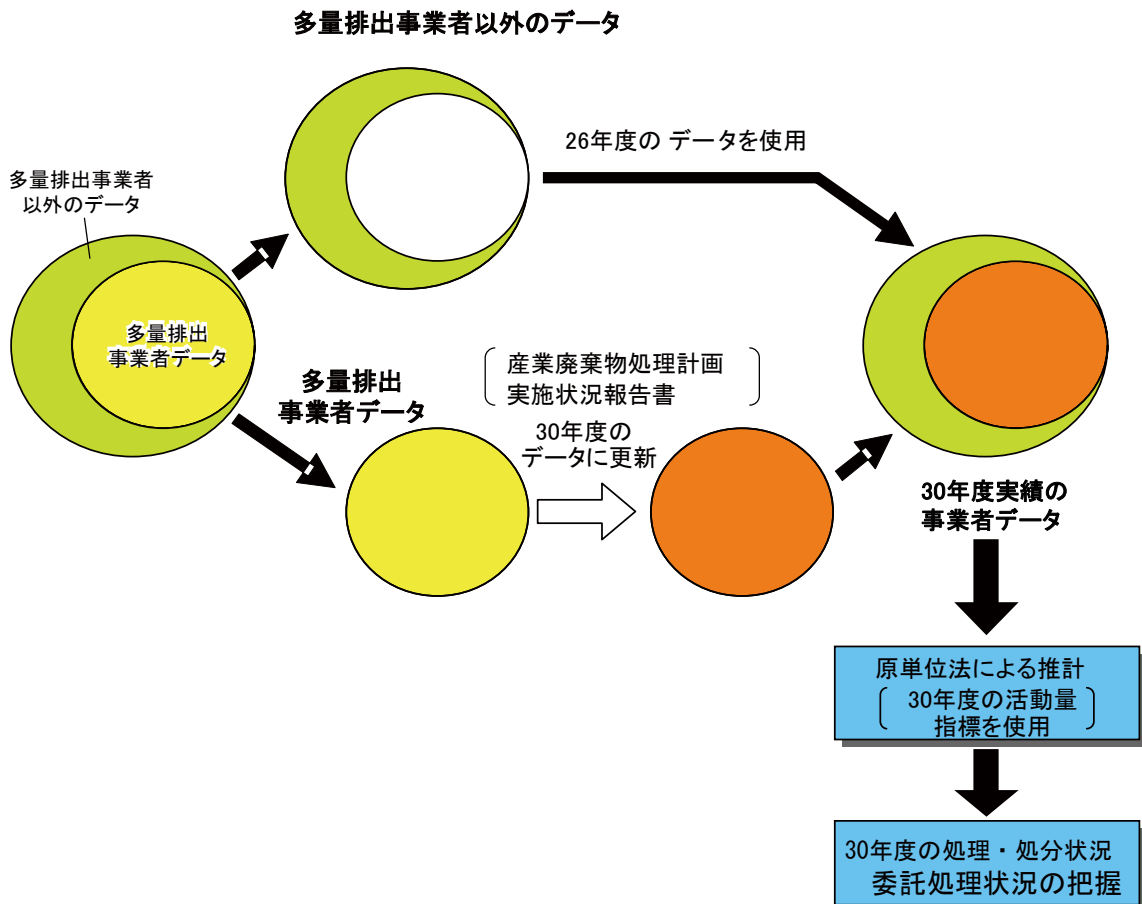 多量排出事業者以外のデータ
26年度の データを使用
多量排出事業者
以外のデータ
多量排出
事業者データ
多量排出
事業者データ
産業廃棄物処理計画
実施状況報告書
30年度の
データに更新
30年度実績の
事業者データ
原単位法による推計
30年度の活動量
指標を使用
30年度の処理・処分状況
委託処理状況の把握